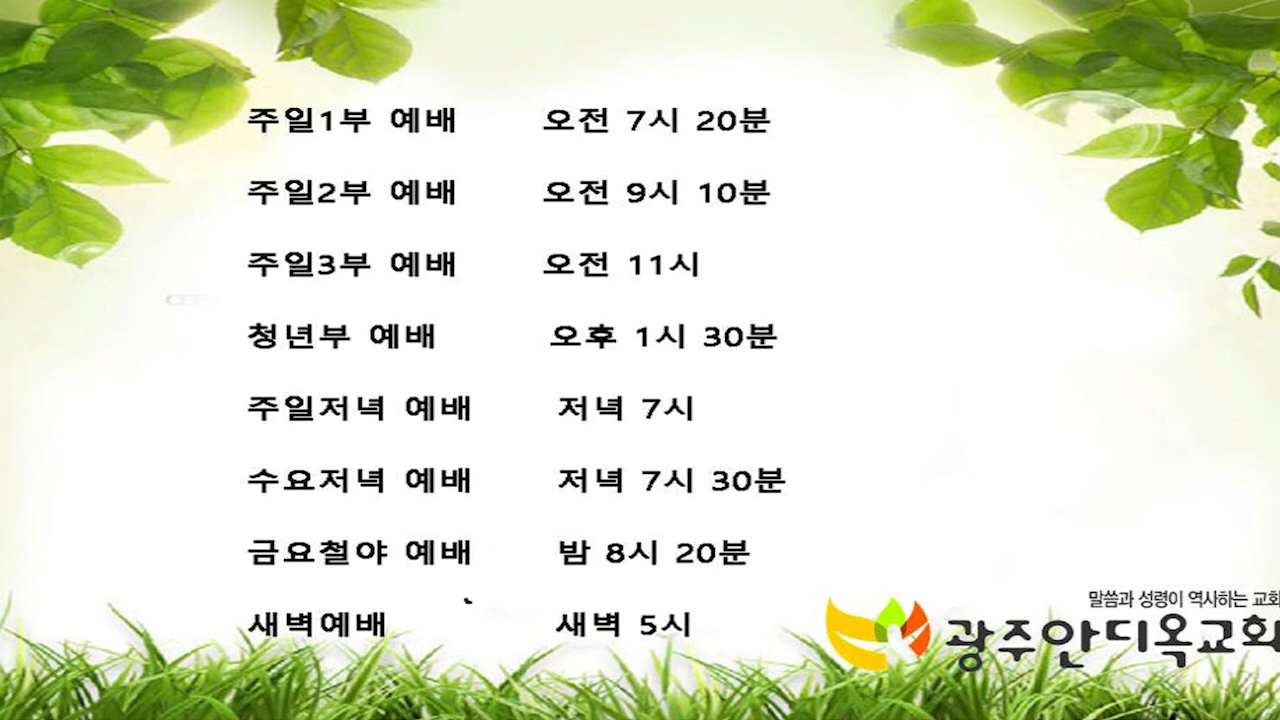 주일1부 예배 오전 7시 20분
주일2부 예배 오전 9시 10분
주일3부 예배 오전 11시
청년부 예배 오후 1시 30분
주일저녁 예배 저녁 7시
수요저녁 예배 저녁 7시 30분
금요철야 예배 밤 8시 20분
새벽예배 새벽 5시
말씀과 성령이 역사하는 교회
광주안디옥교회